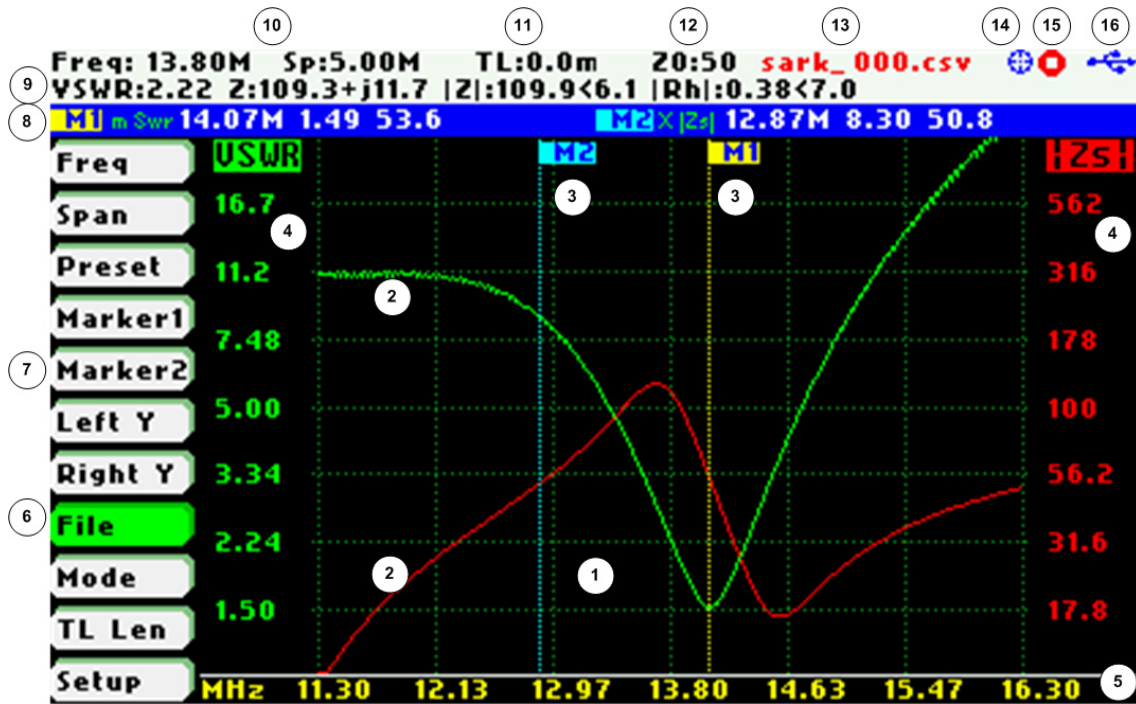 10 11 12 13 14 15 16
Freq: 13.80M Sp:5.00M TL:0.0m Z0:50 sark_000.csv
9 VSWR:2.22 Z:109.3+j11.7 |Z|:109.9<6.1 |Rh|:0.38<7.0
8 M1 m Swr 14.07M 1.49 53.6 M2 X |Zs| 12.87M 8.30 50.8
Freq VSWR M2 M1 |Zs|
3 3
Span 16.7 562
4 4
Preset 11.2 316
2
Marker1 7.48 178
7 Marker2
Left Y 5.00 100
Right Y 3.34 56.2
6 File 2.24 31.6
Mode 2 1
TL Len 1.50 17.8
Setup MHz 11.30 12.13 12.97 13.80 14.63 15.47 16.30 5